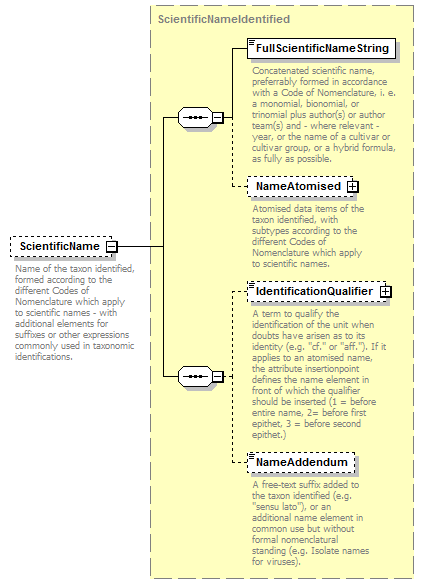 ScientificNameIdentified
FullScientificNameString
Concatenated scientific name,
preferrably formed in accordance
with a Code of Nomenclature, i. e.
a monomial, bionomial, or
trinomial plus author(s) or author
team(s) and - where relevant -
year, or the name of a cultivar or
cultivar group, or a hybrid formula,
as fully as possible.
NameAtomised
Atomised data items of the
taxon identified, with
subtypes according to the
different Codes of
Nomenclature which apply
to scientific names.
ScientificName
Name of the taxon identified,
formed according to the
different Codes of
Nomenclature which apply
to scientific names - with
additional elements for
suffixes or other expressions
commonly used in taxonomic
identifications.
IdentificationQualifier
A term to qualify the
identification of the unit when
doubts have arisen as to its
identity (e.g. "cf." or "aff."). If it
applies to an atomised name,
the attribute insertionpoint
defines the name element in
front of which the qualifier
should be inserted (1 = before
entire name, 2= before first
epithet, 3 = before second
epithet.)
NameAddendum
A free-text suffix added to
the taxon identified (e.g.
"sensu lato"), or an
additional name element in
common use but without
formal nomenclatural
standing (e.g. Isolate names
for viruses).